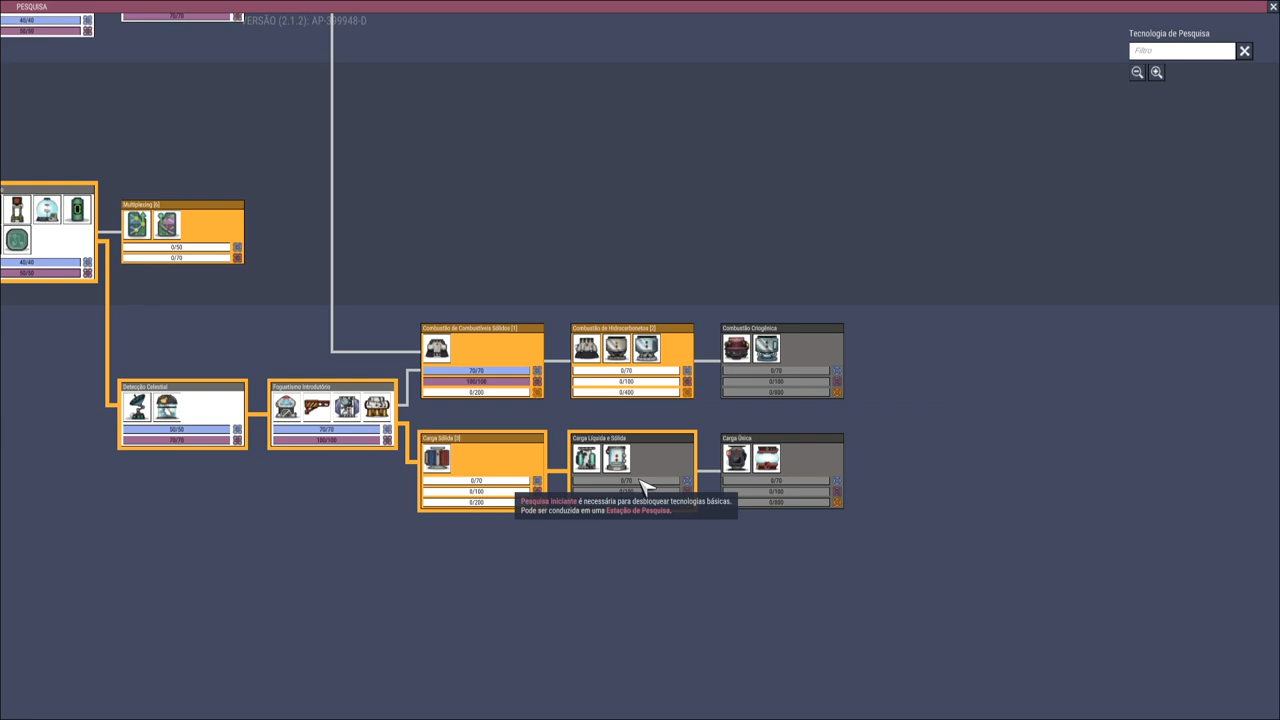 PESQUISA
40/40
50/50
70/70
VERSÃO (2.1.2): AP-399948-D
Tecnologia de Pesquisa
Filtro
Multiplexing [6]
0/50
0/70
40/40
50/50
Combustão de Combustíveis Sólidos [1]
70/70
100/100
0/200
Combustão de Hidrocarbonetos [2]
0/70
0/100
0/400
Combustão Criogênica
0/70
0/100
0/800
Detecção Celestial
50/50
70/70
Foguetismo Introdutório
70/70
100/100
Carga Sólida [3]
0/70
0/100
0/200
Carga Líquida e Sólida
0/70
Carga Única
0/70
0/100
0/800
Pesquisa Iniciante é necessária para desbloquear tecnologias básicas.
Pode ser conduzida em uma Estação de Pesquisa.